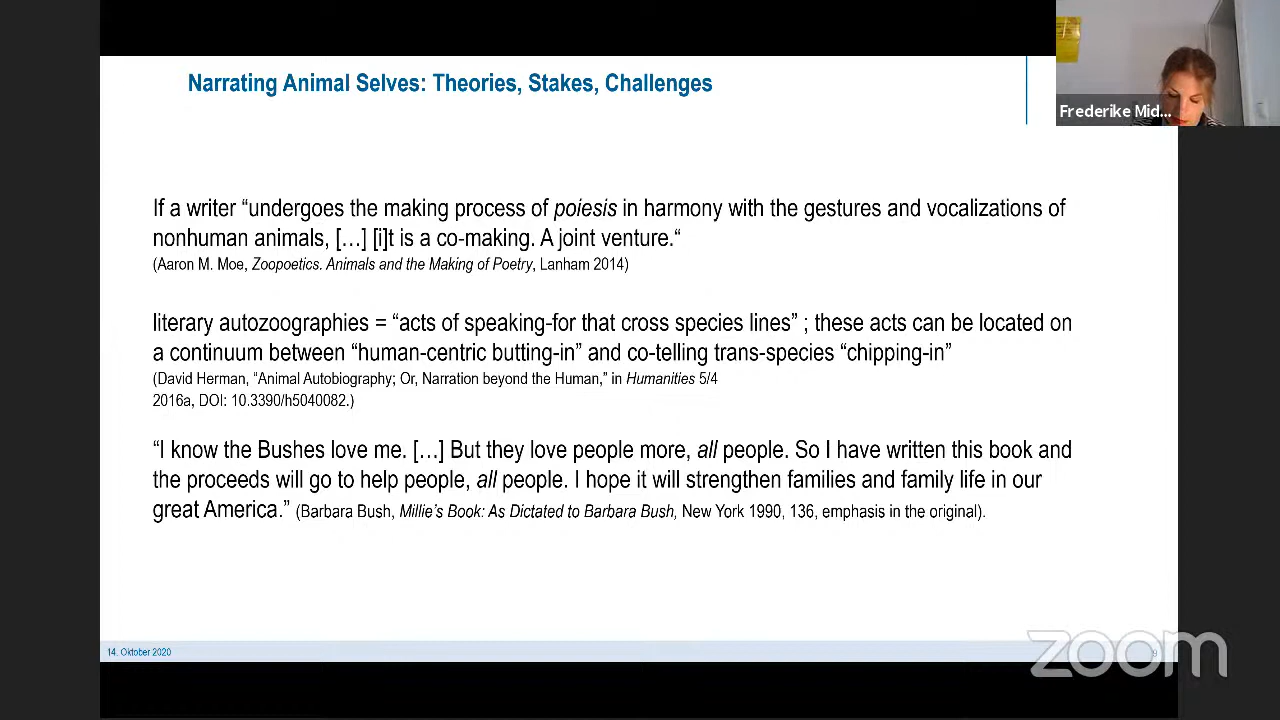 Narrating Animal Selves: Theories, Stakes, Challenges
Frederike Mid...
If a writer “undergoes the making process of poiesis in harmony with the gestures and vocalizations of
nonhuman animals, […] [i]t is a co-making. A joint venture.“
(Aaron M. Moe, Zoopoetics. Animals and the Making of Poetry, Lanham 2014)
literary autozoographies = “acts of speaking-for that cross species lines” ; these acts can be located on
a continuum between “human-centric butting-in” and co-telling trans-species “chipping-in”
(David Herman, “Animal Autobiography; Or, Narration beyond the Human,” in Humanities 5/4
2016a, DOI: 10.3390/h5040082.)
“I know the Bushes love me. […] But they love people more, all people. So I have written this book and
the proceeds will go to help people, all people. I hope it will strengthen families and family life in our
great America.” (Barbara Bush, Millie’s Book: As Dictated to Barbara Bush, New York 1990, 136, emphasis in the original).
14. Oktober 2020
9
zoom